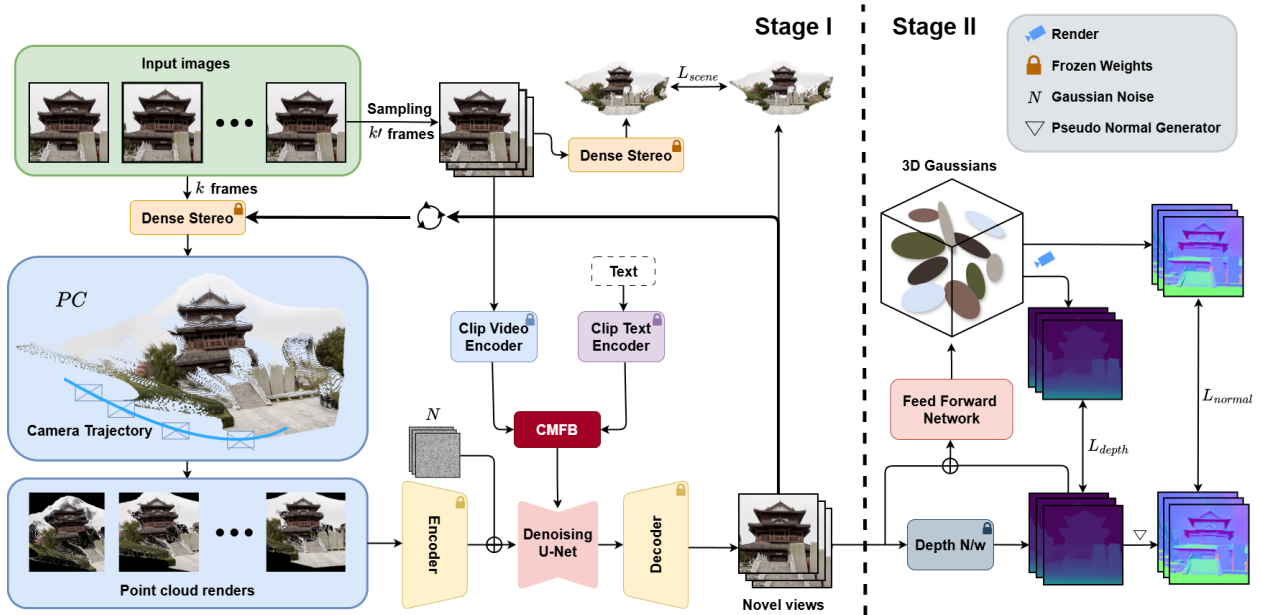 Stage I
Stage II
Input images
Sampling
k′ frames
k frames
Dense Stereo
L_scene
Dense Stereo
PC
Camera Trajectory
Point cloud renders
Text
Clip Video
Encoder
Clip Text
Encoder
CMFB
N
Encoder
Denoising
U-Net
Decoder
Novel views
Render
Frozen Weights
N Gaussian Noise
▽ Pseudo Normal Generator
3D Gaussians
Feed Forward
Network
L_depth
L_normal
Depth N/w
▽